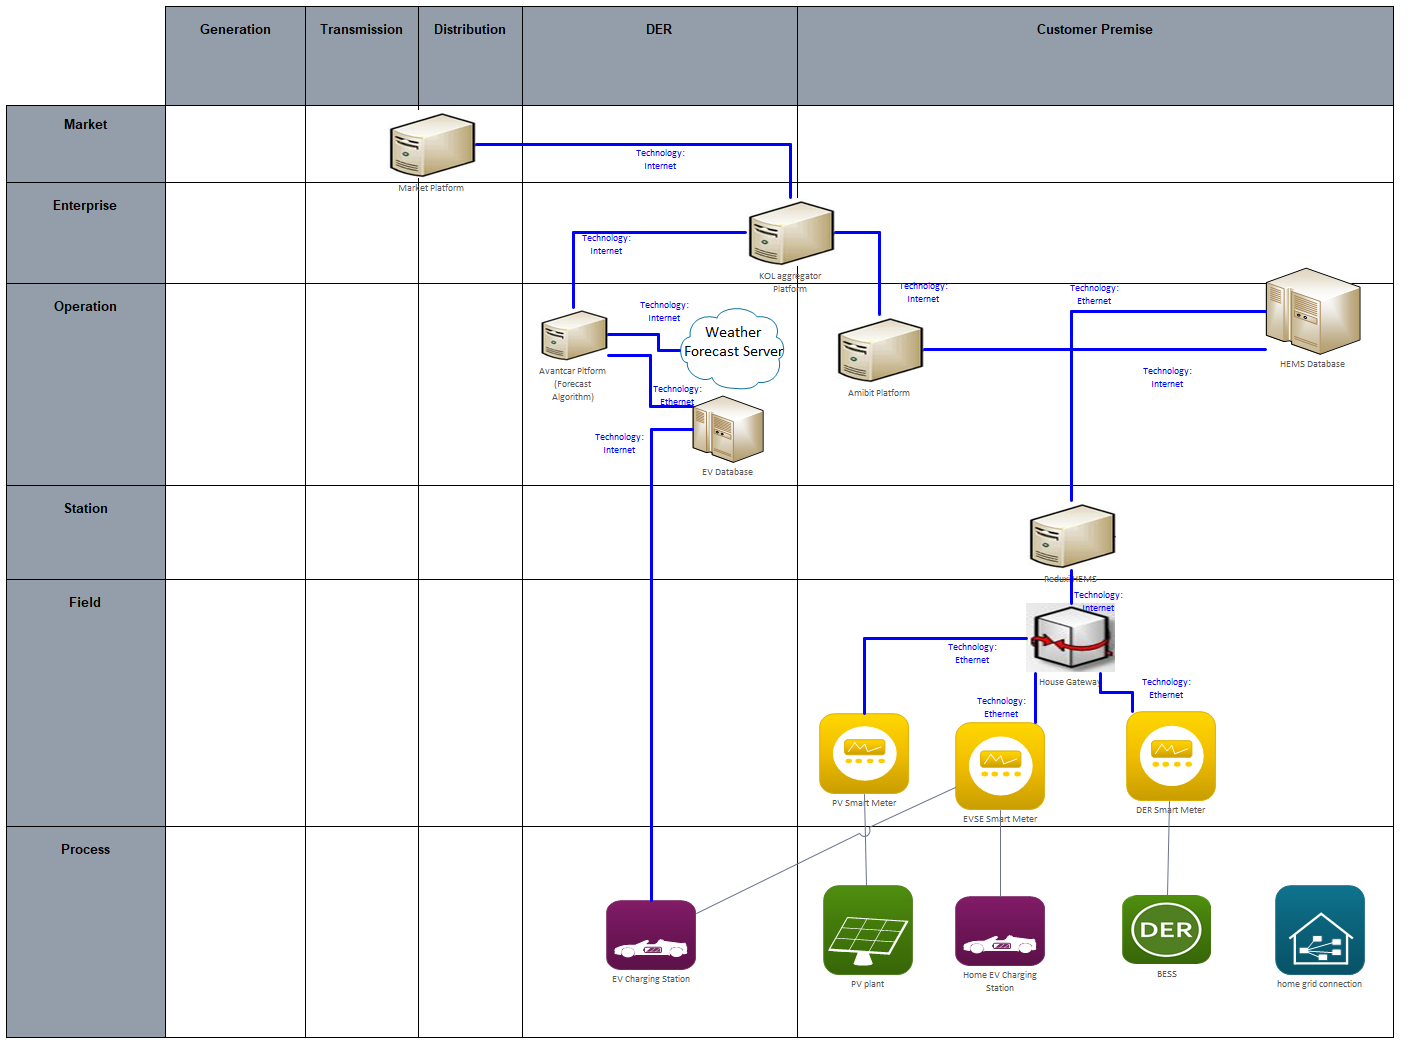 Generation
Transmission
Distribution
DER
Customer Premise
Market
Technology:
Internet
Market Platform
Enterprise
Technology:
Internet
KOL aggregator
Platform
Operation
Technology:
Internet
Technology:
Internet
Technology:
Ethernet
Weather
Forecast Server
Avantcar Pltform
(Forecast
Algorithm)
Amibit Platform
HEMS Database
Technology:
Internet
Technology:
Ethernet
Technology:
Internet
EV Database
Station
Reduxi HEMS
Field
Technology:
Internet
Technology:
Ethernet
House Gateway
Technology:
Ethernet
Technology:
Ethernet
PV Smart Meter
EVSE Smart Meter
DER Smart Meter
Process
DER
EV Charging Station
PV plant
Home EV Charging
Station
BESS
home grid connection